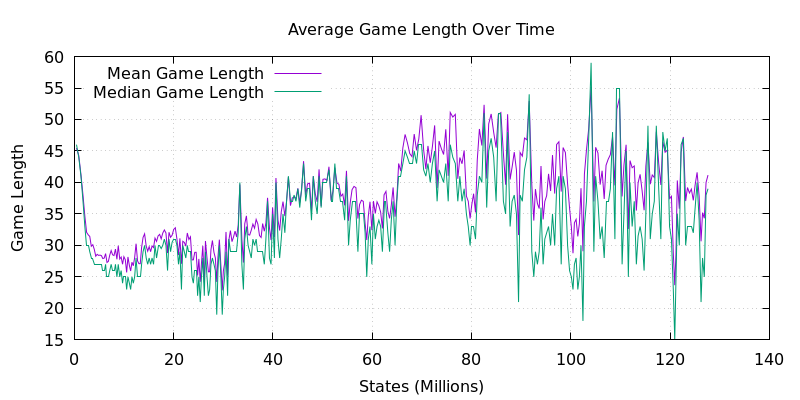 Average Game Length Over Time
Mean Game Length
Median Game Length
Game Length
60
55
50
45
40
35
30
25
20
15
0 20 40 60 80 100 120 140
States (Millions)